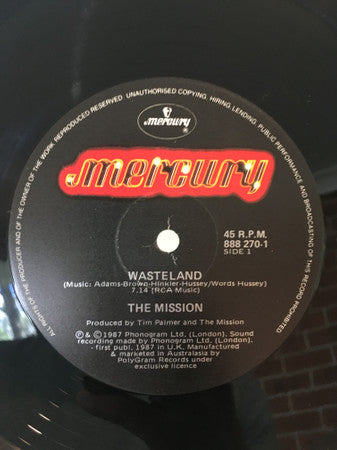 mercury
mercury
45 R.P.M.
888 270-1
SIDE 1
WASTELAND
(Music: Adams-Brown-Hinkler-Hussey/Words Hussey)
7.14 [RCA Music]
THE MISSION
Produced by Tim Palmer and The Mission
℗ & © 1987 Phonogram Ltd. (London). Sound
recording made by Phonogram Ltd. (London).
- first publ. 1987 in U.K. Manufactured
& marketed in Australasia by
PolyGram Records under
exclusive licence
ALL RIGHTS OF THE PRODUCER AND OF THE OWNER OF THE WORK REPRODUCED RESERVED. UNAUTHORISED COPYING. HIRING. LENDING. PUBLIC PERFORMANCE AND BROADCASTING OF THIS RECORD PROHIBITED